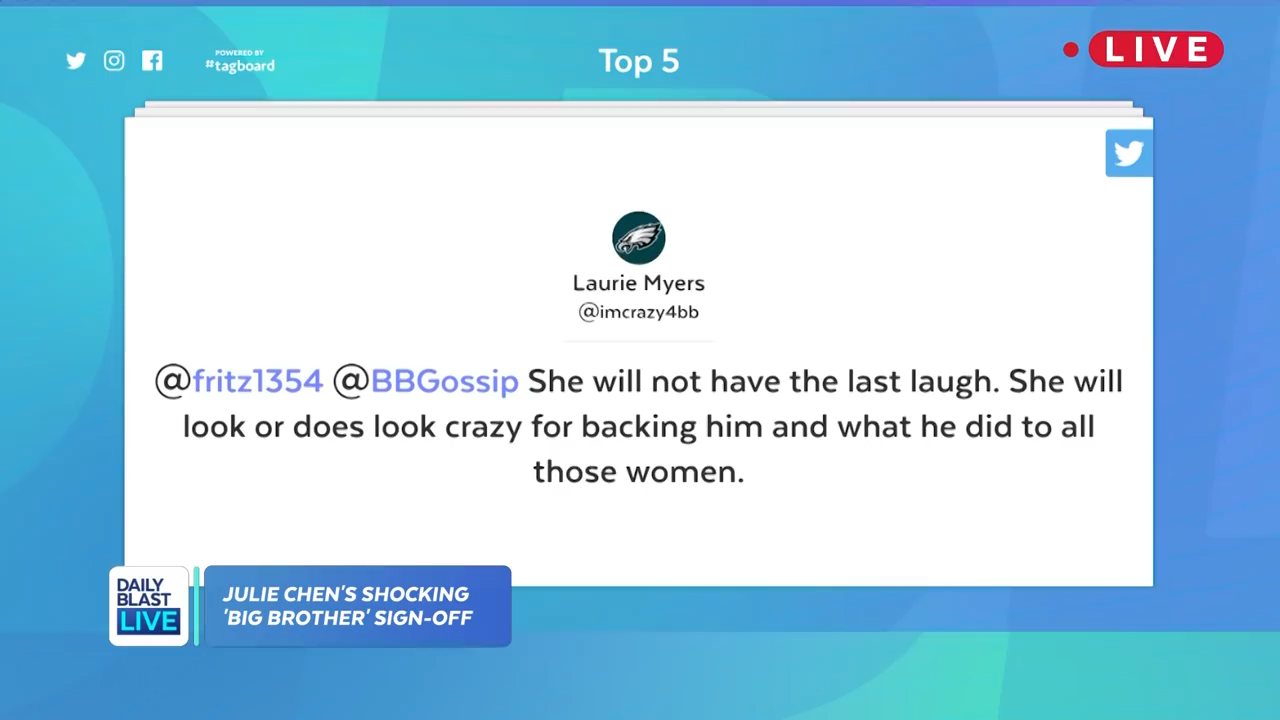 POWERED BY
#tagboard
Top 5
LIVE
Laurie Myers
@imcrazy4bb
@fritz1354 @BBGossip She will not have the last laugh. She will
look or does look crazy for backing him and what he did to all
those women.
DAILY
BLAST
LIVE
JULIE CHEN'S SHOCKING
'BIG BROTHER' SIGN-OFF